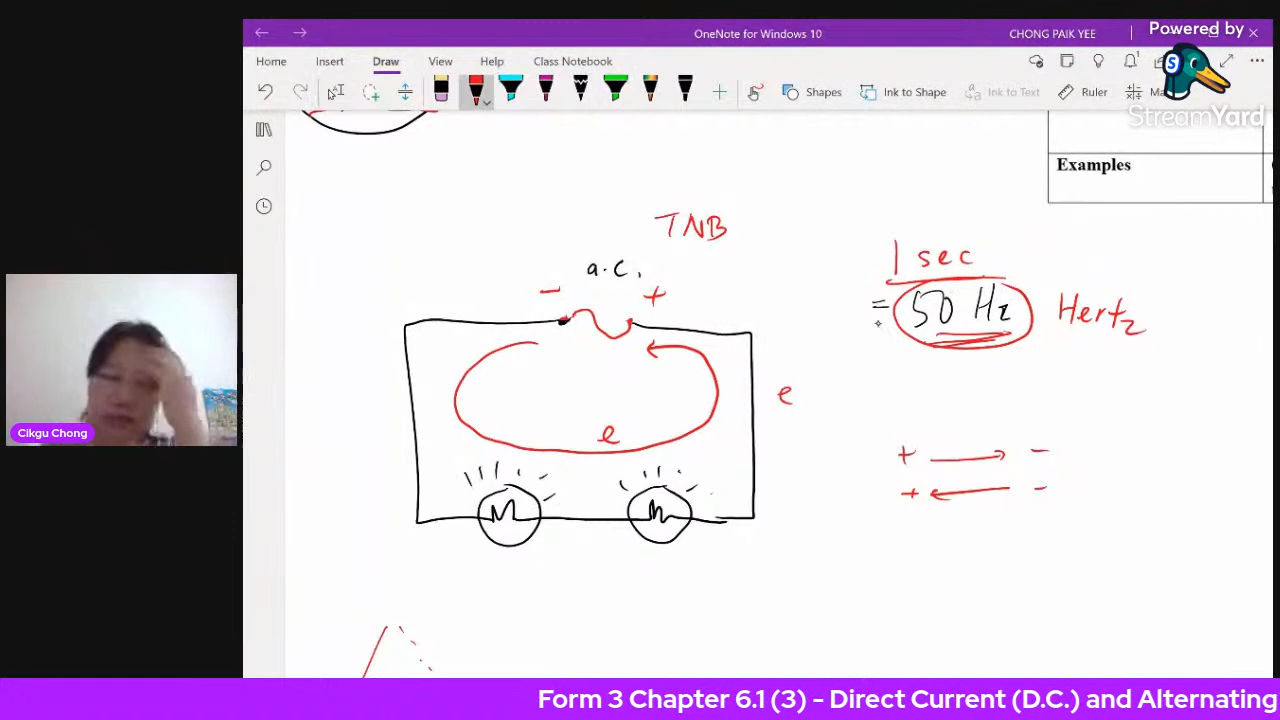 OneNote for Windows 10
CHONG PAIK YEE
Powered by
StreamYard
Home Insert Draw View Help Class Notebook
Shapes
Ink to Shape
Ink to Text
Ruler
Ma
Examples
TNB
a.c.
- +
1 sec
= 50 Hz Hertz
e
e
+ → -
+ ← -
Cikgu Chong
Form 3 Chapter 6.1 (3) - Direct Current (D.C.) and Alternating